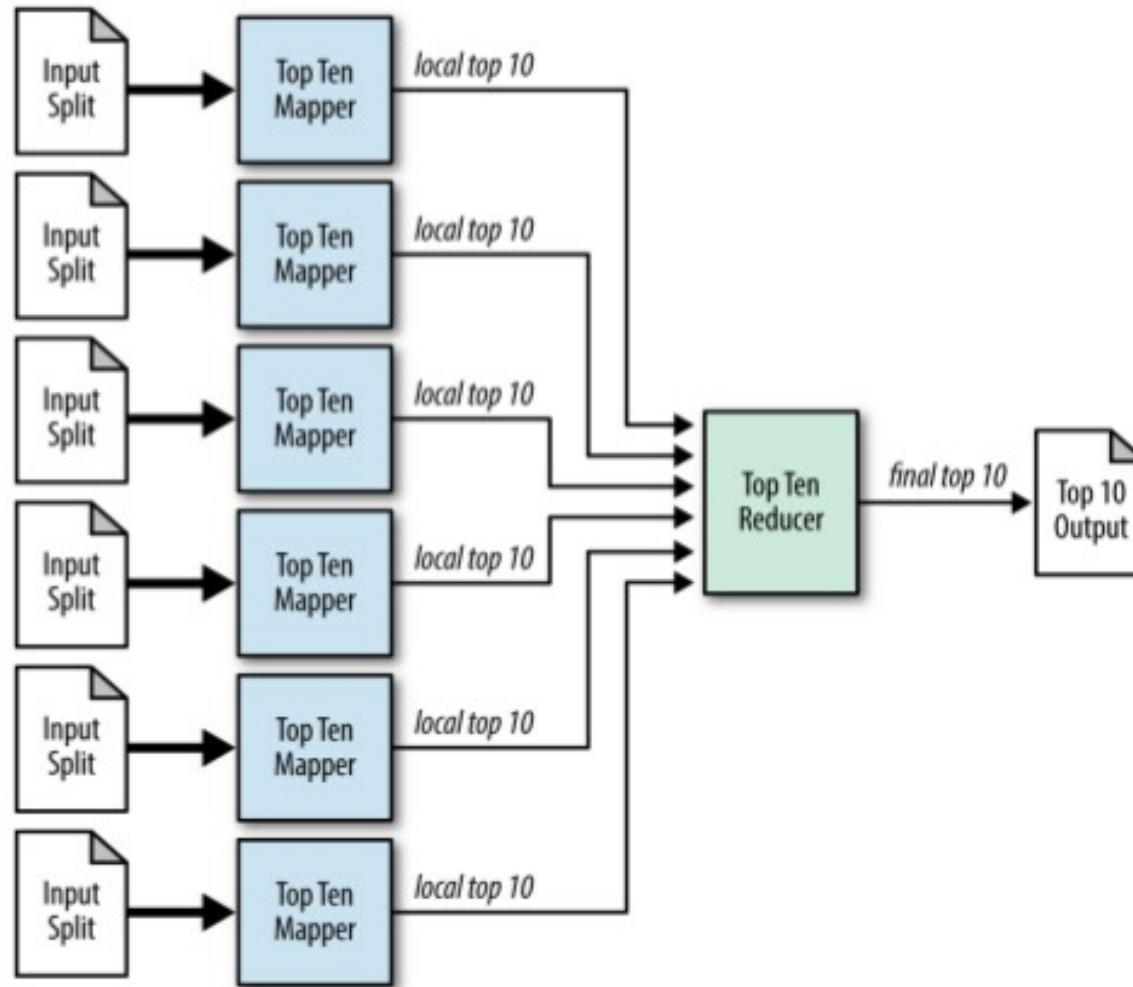 Input
Split
Top Ten
Mapper
local top 10
Input
Split
Top Ten
Mapper
local top 10
Input
Split
Top Ten
Mapper
local top 10
Input
Split
Top Ten
Mapper
local top 10
Input
Split
Top Ten
Mapper
local top 10
Input
Split
Top Ten
Mapper
local top 10
Top Ten
Reducer
final top 10
Top 10
Output